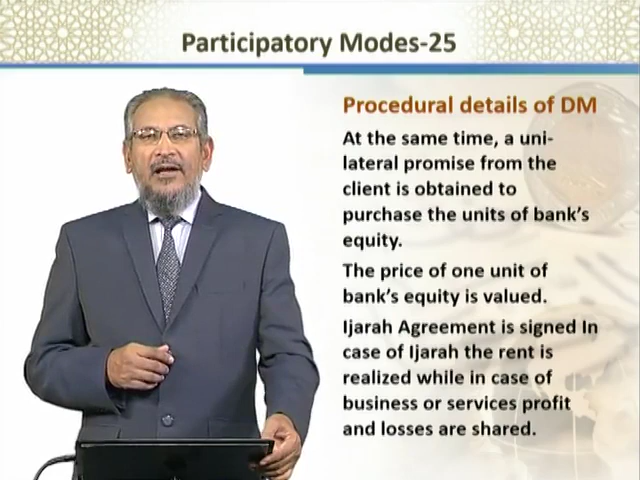 Participatory Modes-25
Procedural details of DM
At the same time, a uni-
lateral promise from the
client is obtained to
purchase the units of bank's
equity.
The price of one unit of
bank's equity is valued.
Ijarah Agreement is signed In
case of Ijarah the rent is
realized while in case of
business or services profit
and losses are shared.